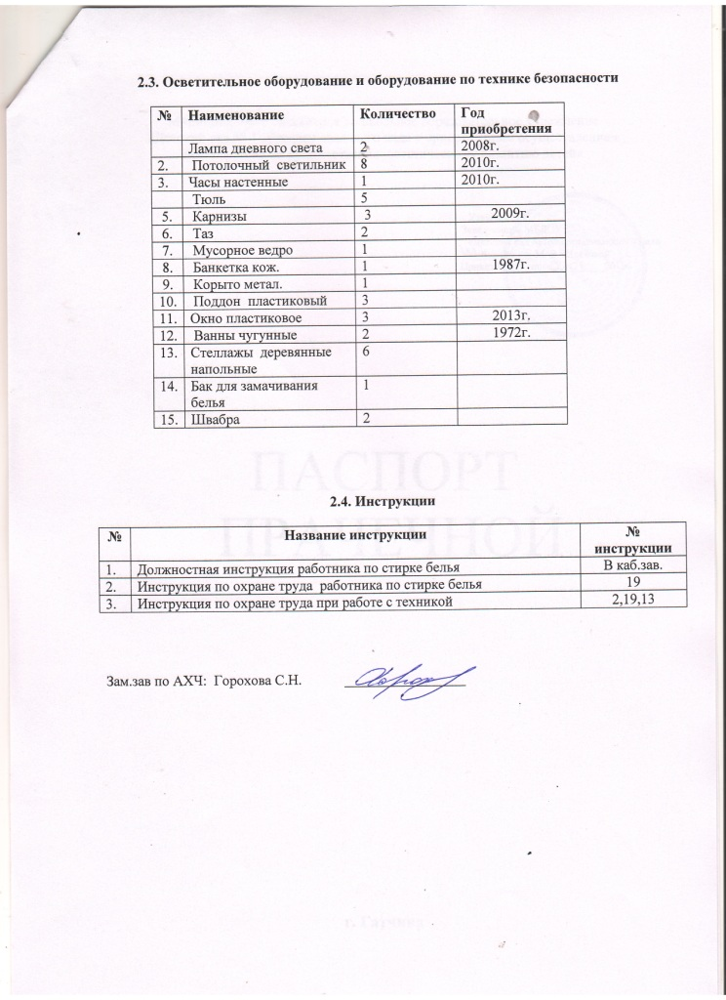 2.3. Осветительное оборудование и оборудование по технике безопасности
№ Наименование Количество Год
приобретения
Лампа дневного света 2 2008г.
2. Потолочный светильник 8 2010г.
3. Часы настенные 1 2010г.
Тюль 5
5. Карнизы 3 2009г.
6. Таз 2
7. Мусорное ведро 1
8. Банкетка кож. 1 1987г.
9. Корыто метал. 1
10. Поддон пластиковый 3
11. Окно пластиковое 3 2013г.
12. Ванны чугунные 2 1972г.
13. Стеллажы деревянные 6
напольные
14. Бак для замачивания 1
белья
15. Швабра 2
ПАСПОРТ
2.4. Инструкции
ПРАЧЕЧНОЙ
№ Название инструкции №
инструкции
1. Должностная инструкция работника по стирке белья В каб.зав.
2. Инструкция по охране труда работника по стирке белья 19
3. Инструкция по охране труда при работе с техникой 2,19,13
Зам.зав по АХЧ: Горохова С.Н.